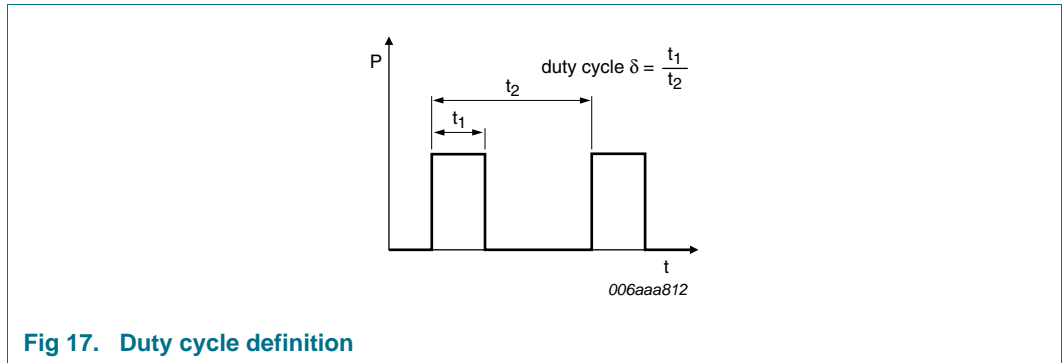 P
duty cycle δ = t1
t2
t2
t1
t
006aaa812
Fig 17. Duty cycle definition